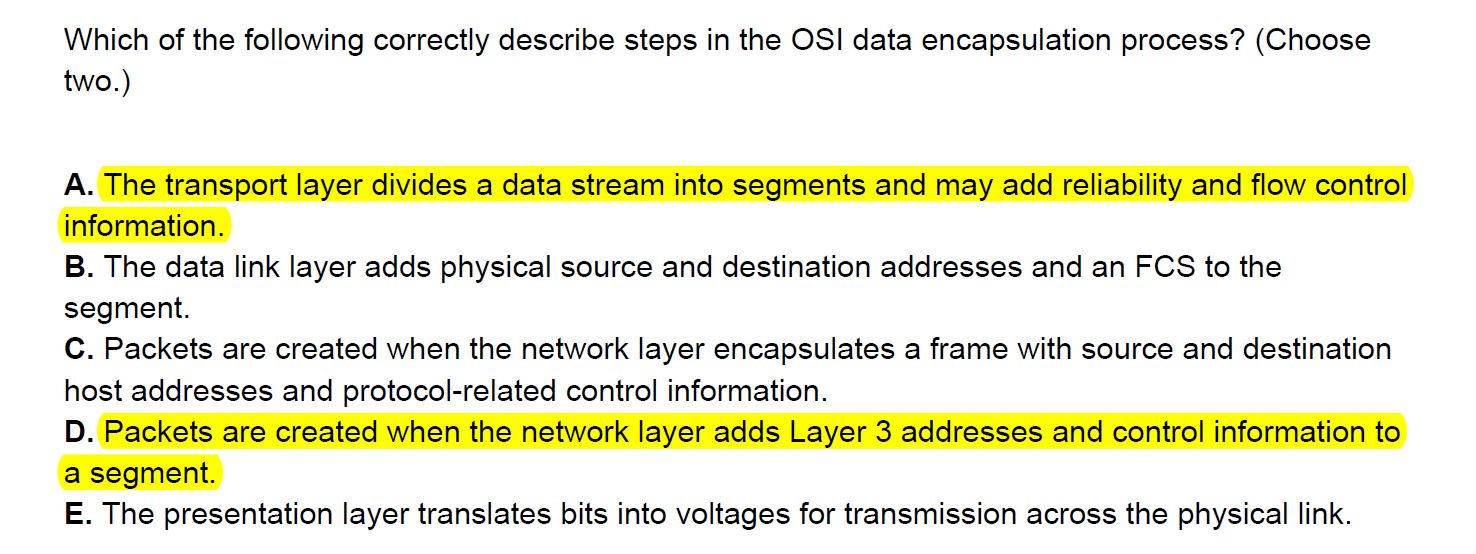 Which of the following correctly describe steps in the OSI data encapsulation process? (Choose
two.)
A. The transport layer divides a data stream into segments and may add reliability and flow control
information.
B. The data link layer adds physical source and destination addresses and an FCS to the
segment.
C. Packets are created when the network layer encapsulates a frame with source and destination
host addresses and protocol-related control information.
D. Packets are created when the network layer adds Layer 3 addresses and control information to
a segment.
E. The presentation layer translates bits into voltages for transmission across the physical link.